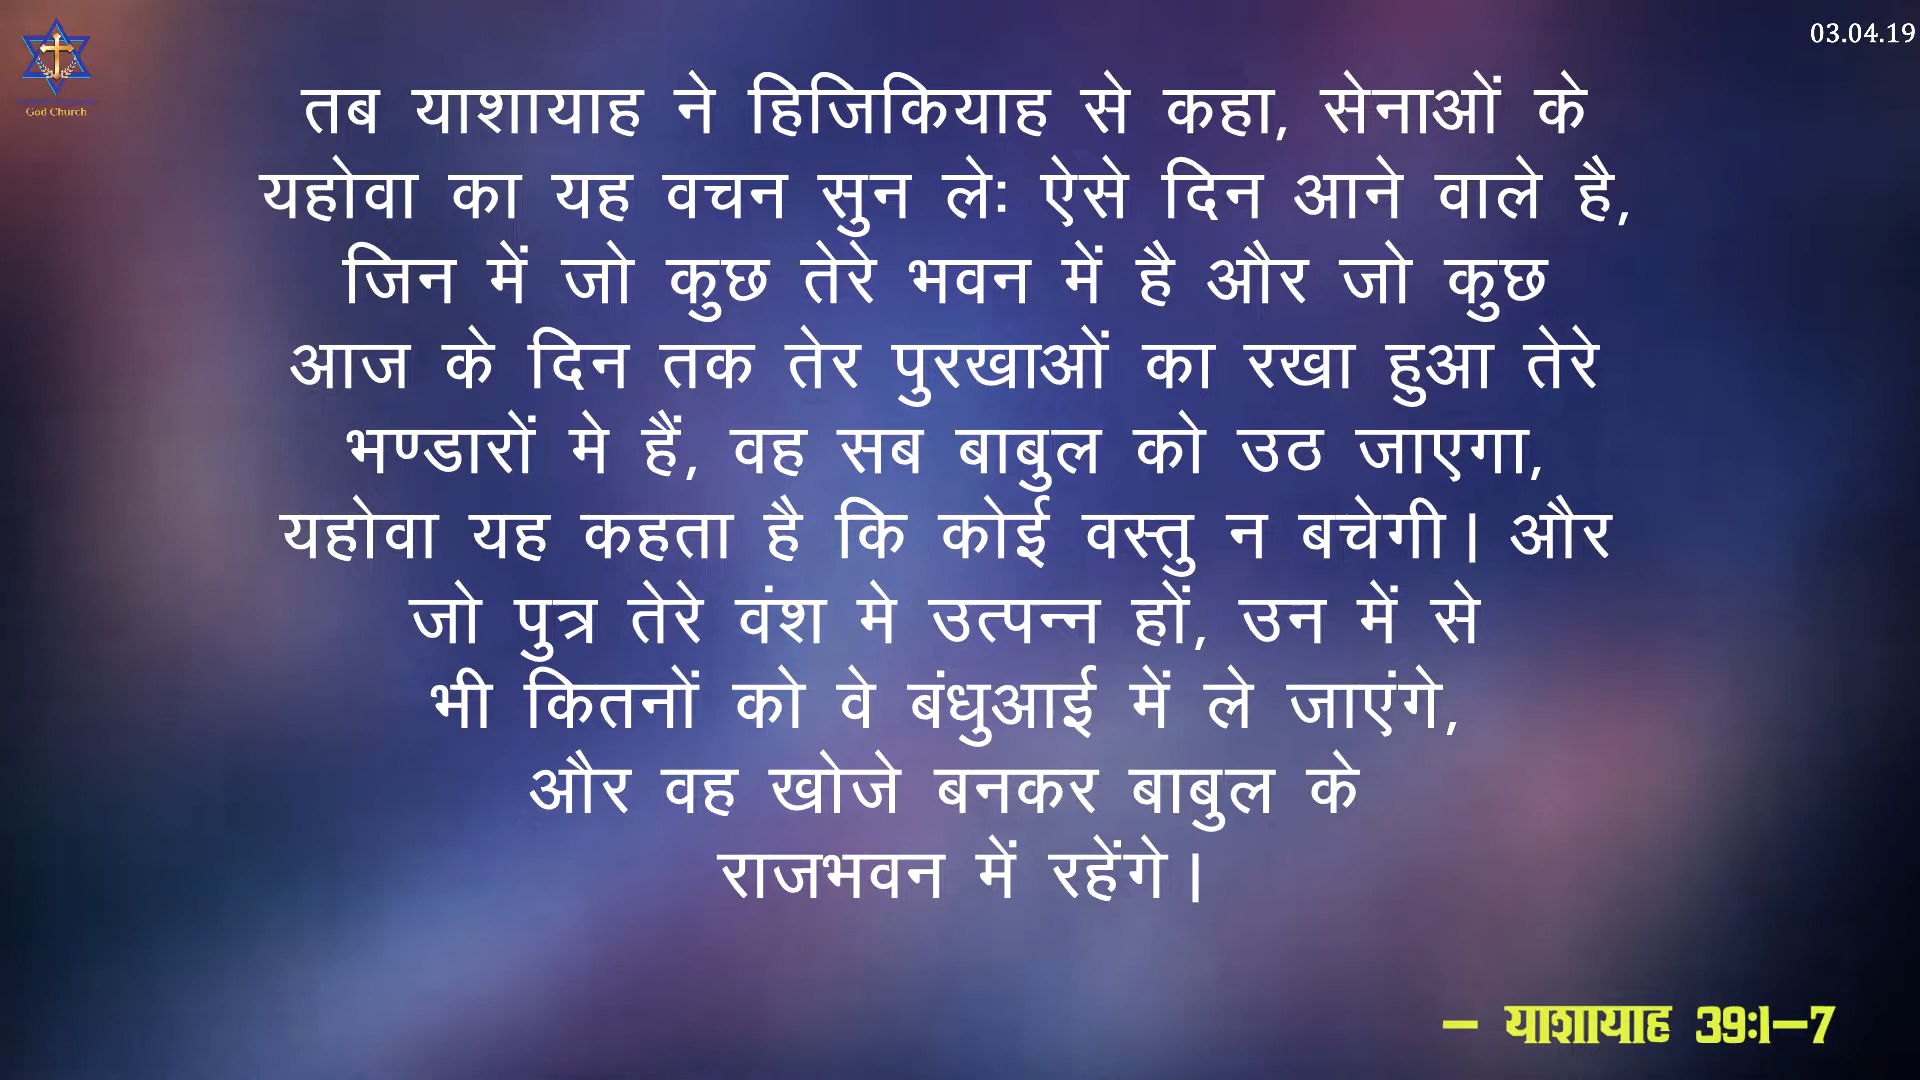 God Church
03.04.19
तब याशायाह ने हिजिकियाह से कहा, सेनाओं के
यहोवा का यह वचन सुन लेः ऐसे दिन आने वाले है,
जिन में जो कुछ तेरे भवन में है और जो कुछ
आज के दिन तक तेर पुरखाओं का रखा हुआ तेरे
भण्डारों मे हैं, वह सब बाबुल को उठ जाएगा,
यहोवा यह कहता है कि कोई वस्तु न बचेगी। और
जो पुत्र तेरे वंश मे उत्पन्न हों, उन में से
भी कितनों को वे बंधुआई में ले जाएंगे,
और वह खोजे बनकर बाबुल के
राजभवन में रहेंगे।
– याशायाह 39:1–7